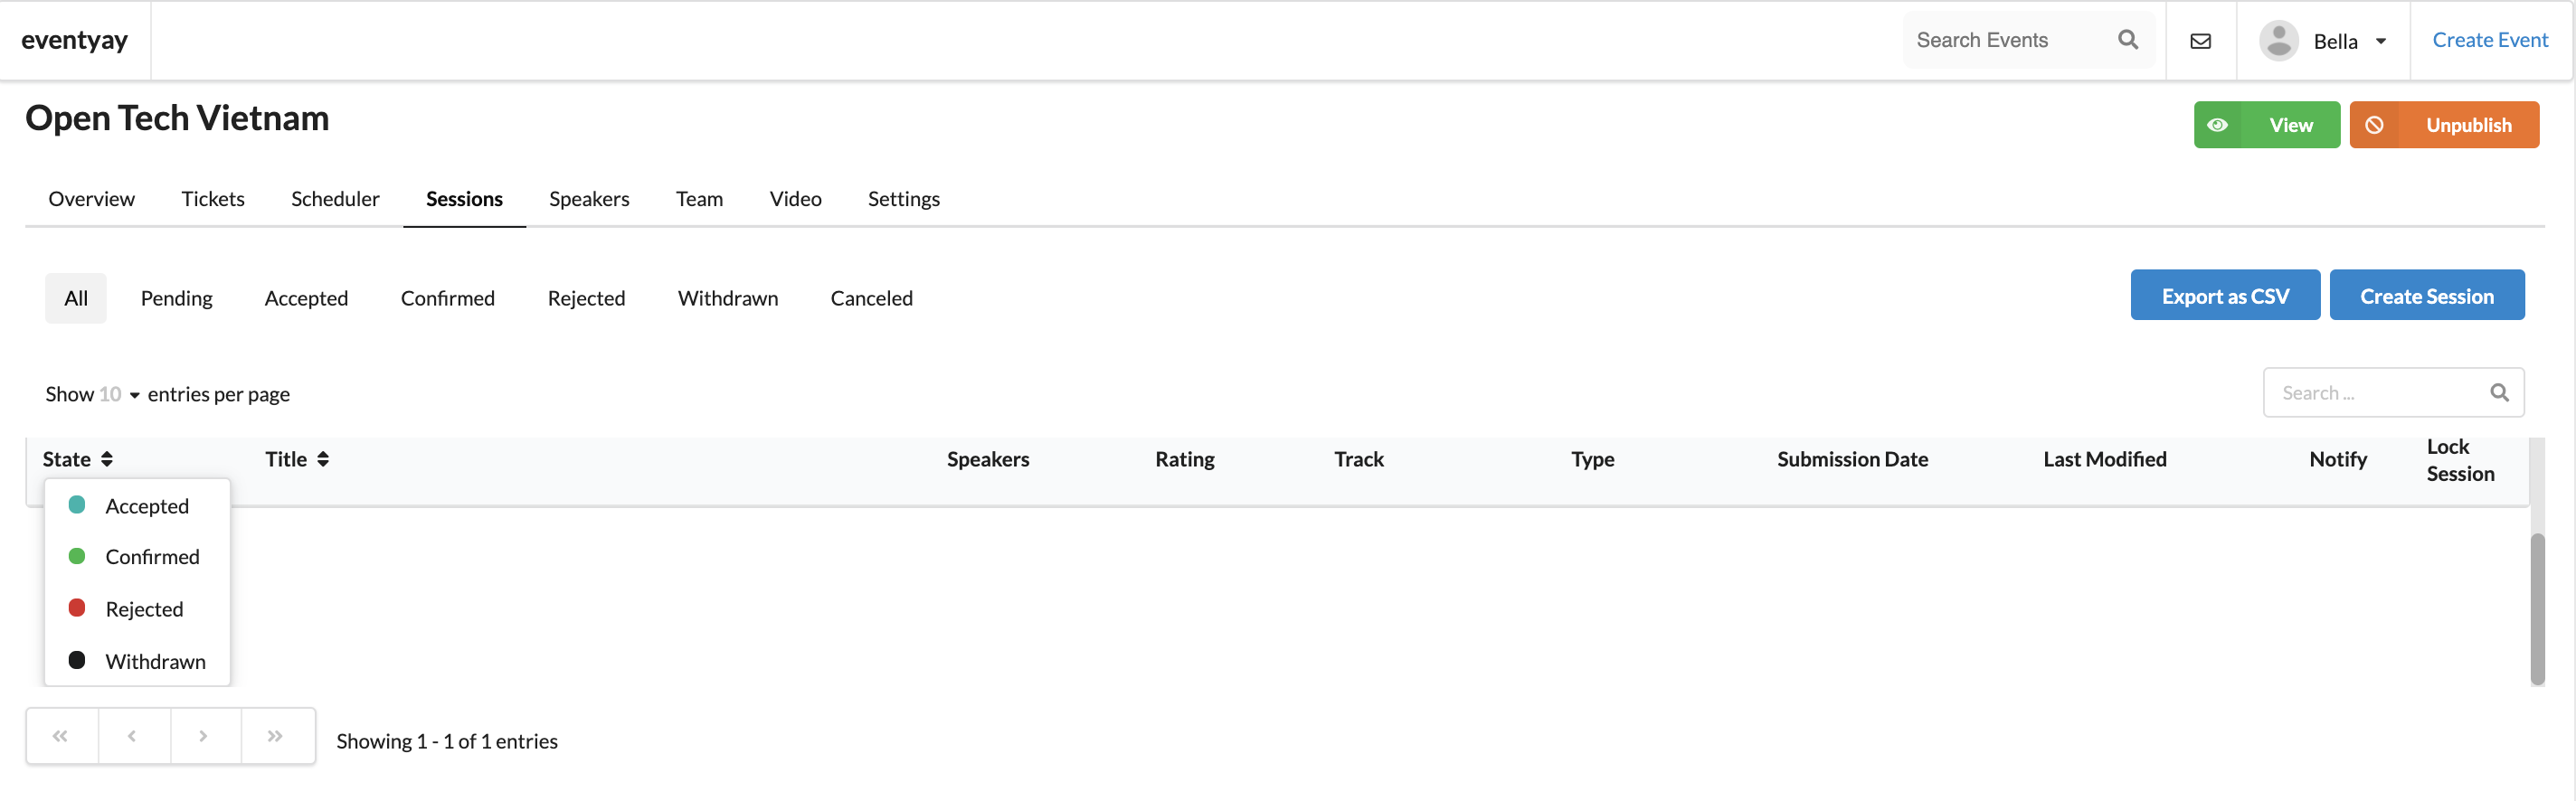 eventyay
Search Events
Bella
Create Event
Open Tech Vietnam
View
Unpublish
Overview Tickets Scheduler Sessions Speakers Team Video Settings
All Pending Accepted Confirmed Rejected Withdrawn Canceled
Export as CSV
Create Session
Show 10 entries per page
Search ...
State Title Speakers Rating Track Type Submission Date Last Modified Notify Lock Session
Accepted
Confirmed
Rejected
Withdrawn
Showing 1 - 1 of 1 entries